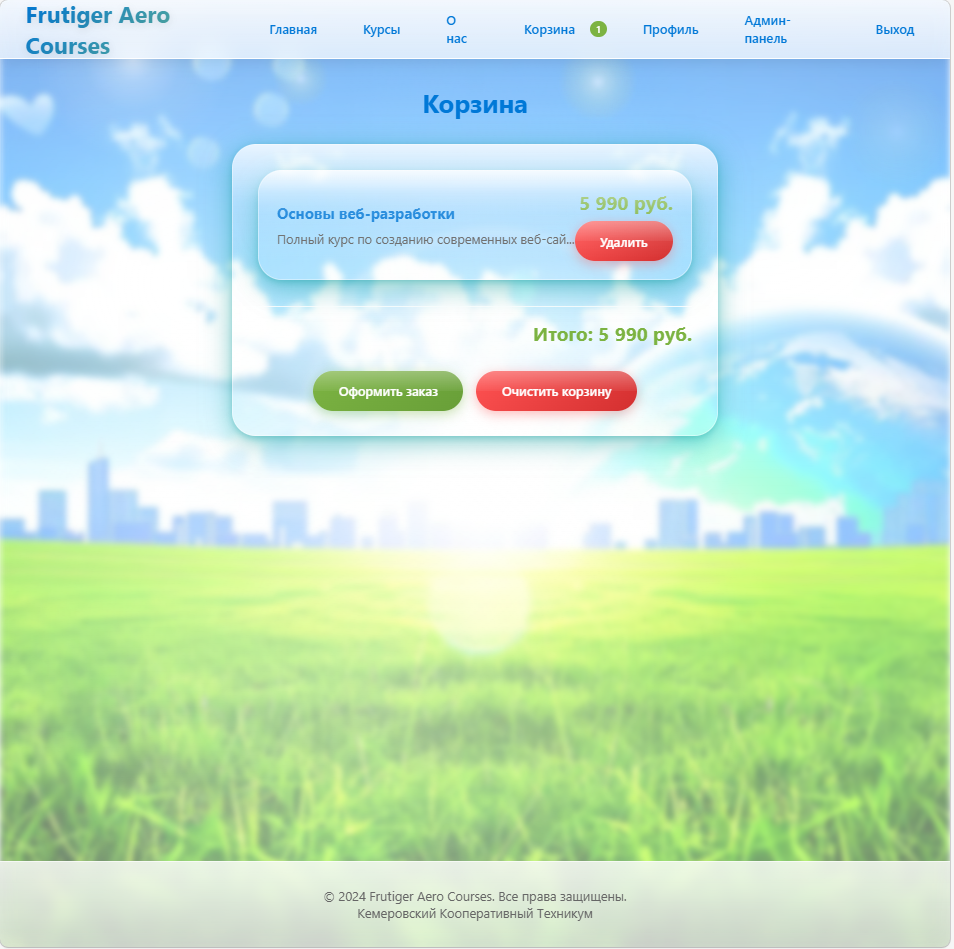 Frutiger Aero
Courses
Главная
Курсы
О
нас
Корзина 1
Профиль
Админ-
панель
Выход
Корзина
Основы веб-разработки
5 990 руб.
Полный курс по созданию современных веб-сай...
Удалить
Итого: 5 990 руб.
Оформить заказ
Очистить корзину
© 2024 Frutiger Aero Courses. Все права защищены.
Кемеровский Кооперативный Техникум